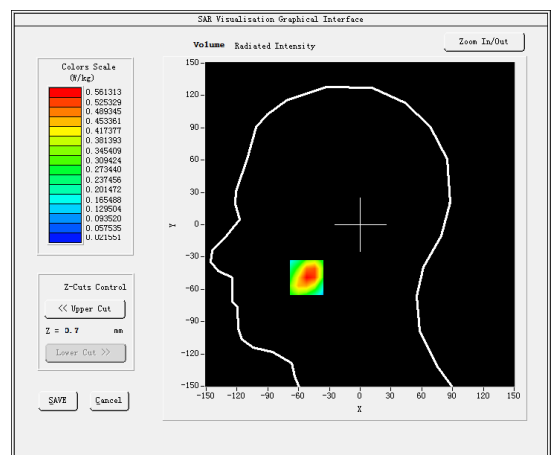 SAR Visualisation Graphical Interface
Volume Radiated Intensity
Zoom In/Out
Colors Scale
(W/kg)
0.561313
0.525329
0.489345
0.453361
0.417377
0.381393
0.345409
0.309424
0.273440
0.237456
0.201472
0.165488
0.129504
0.093520
0.057535
0.021551
Z-Cuts Control
<< Upper Cut
Z = 0.7 mm
Lower Cut >>
SAVE Cancel
150
120
90
60
30
0
-30
-60
-90
-120
-150
Y
-150 -120 -90 -60 -30 0 30 60 90 120 150
X